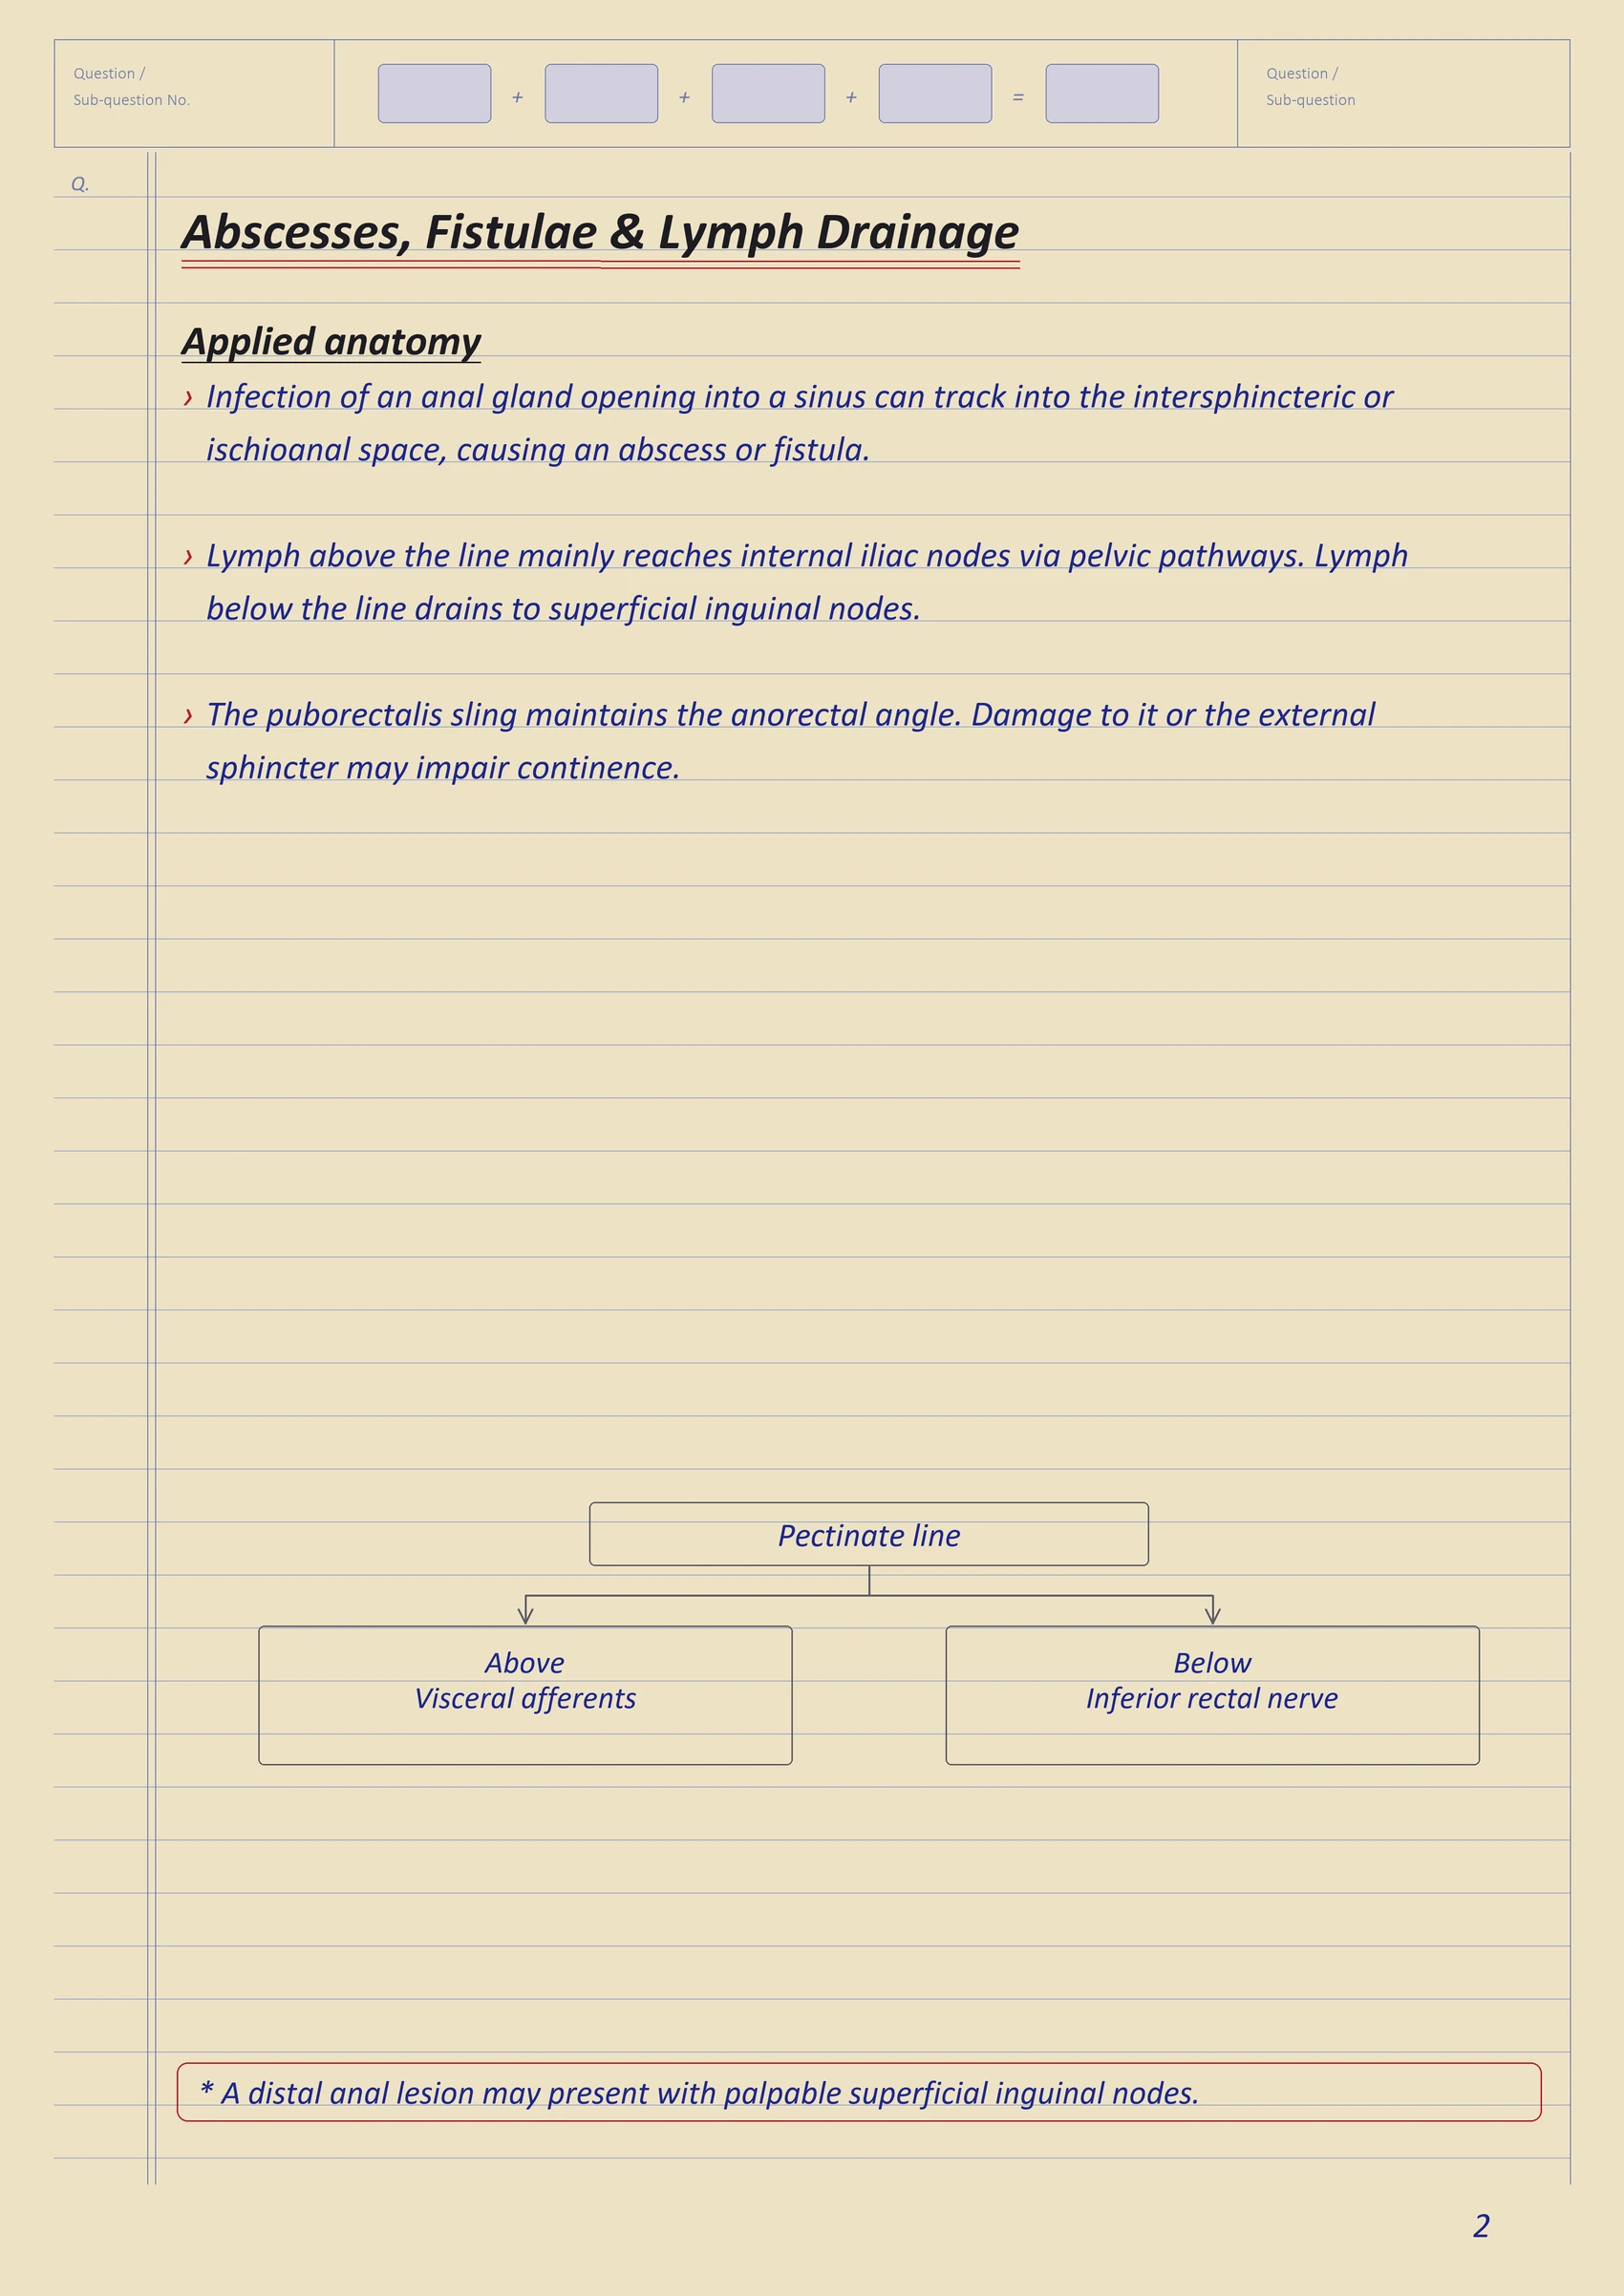 Question /
Sub-question No.
+ + + =
Question /
Sub-question
Q.
Abscesses, Fistulae & Lymph Drainage
Applied anatomy
› Infection of an anal gland opening into a sinus can track into the intersphincteric or
ischioanal space, causing an abscess or fistula.
› Lymph above the line mainly reaches internal iliac nodes via pelvic pathways. Lymph
below the line drains to superficial inguinal nodes.
› The puborectalis sling maintains the anorectal angle. Damage to it or the external
sphincter may impair continence.
Pectinate line
Above
Visceral afferents
Below
Inferior rectal nerve
* A distal anal lesion may present with palpable superficial inguinal nodes.
2